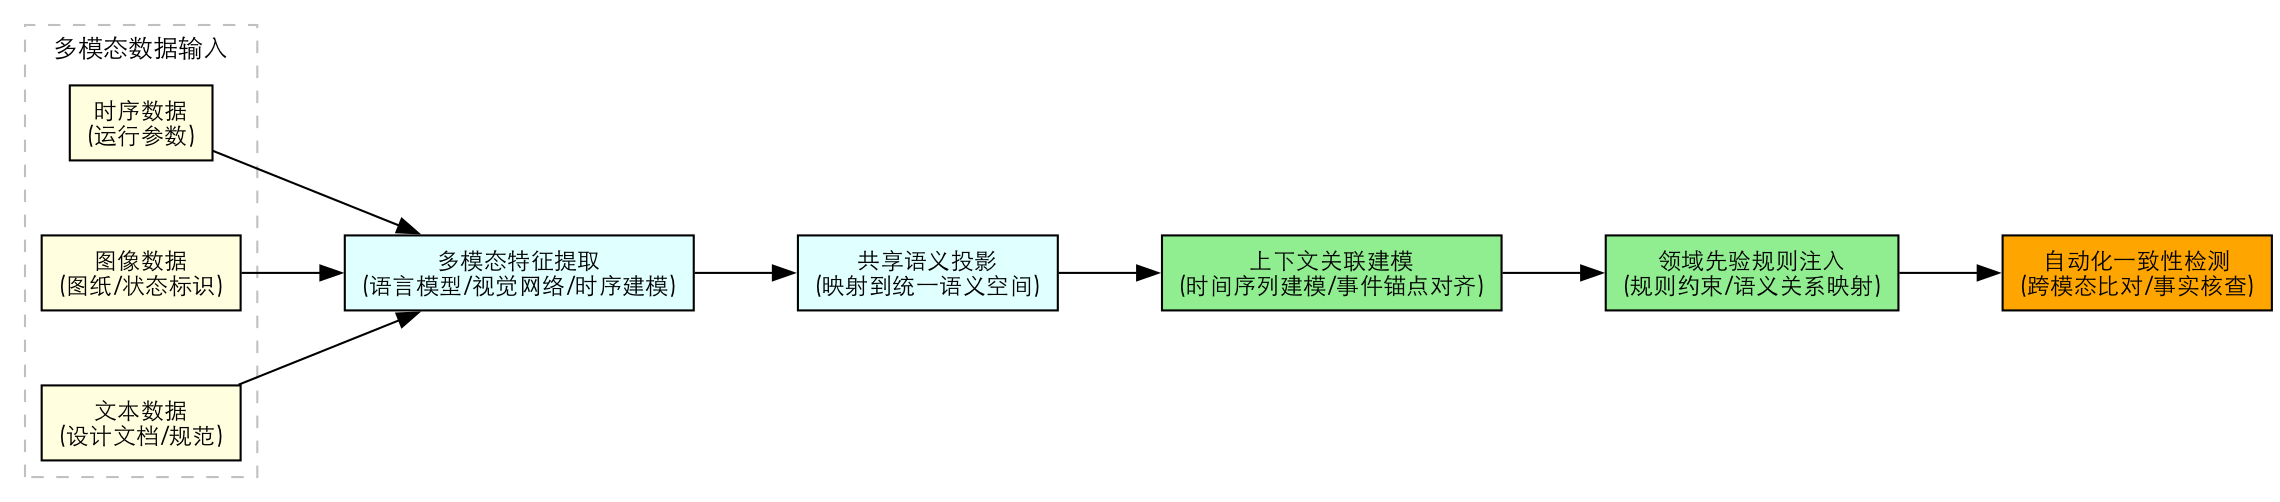 多模态数据输入
时序数据
(运行参数)
图像数据
(图纸/状态标识)
文本数据
(设计文档/规范)
多模态特征提取
(语言模型/视觉网络/时序建模)
共享语义投影
(映射到统一语义空间)
上下文关联建模
(时间序列建模/事件锚点对齐)
领域先验规则注入
(规则约束/语义关系映射)
自动化一致性检测
(跨模态比对/事实核查)